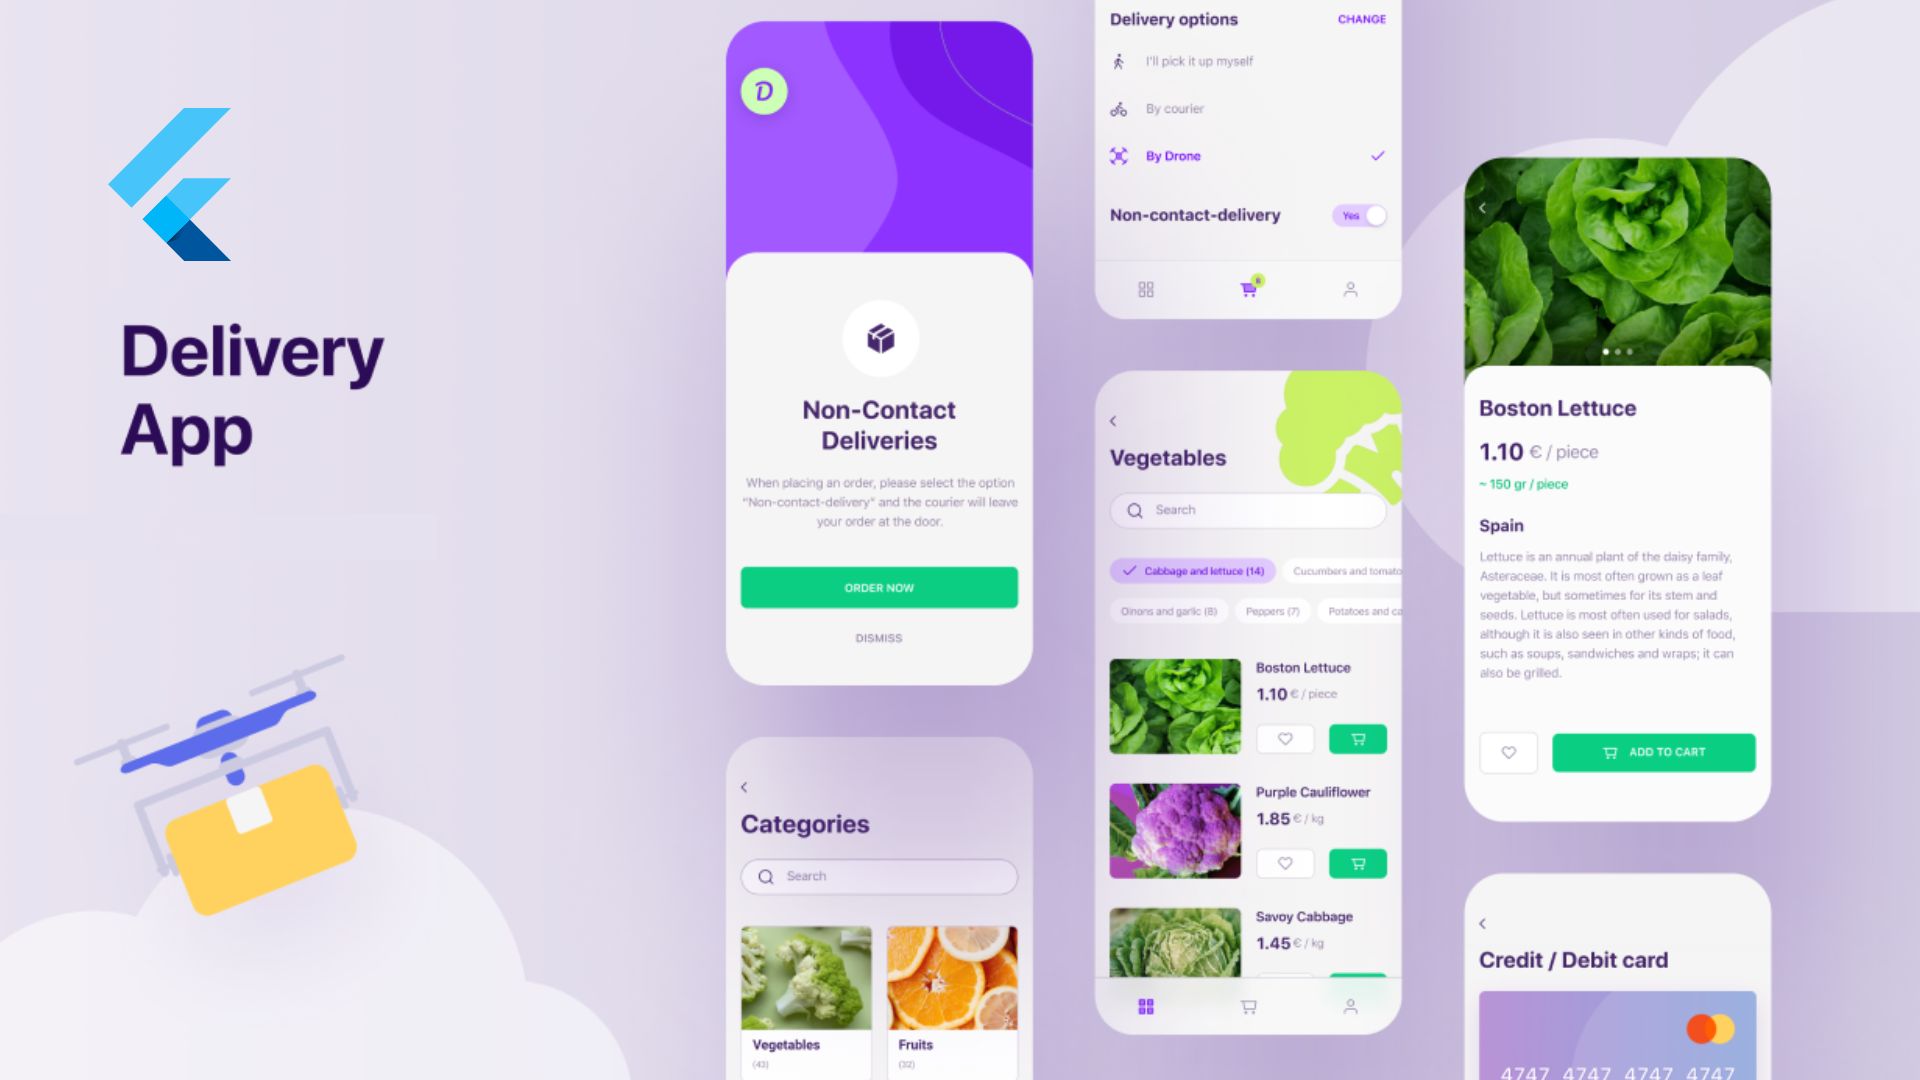 Delivery
App
D
Non-Contact
Deliveries
When placing an order, please select the option
"Non-contact-delivery" and the courier will leave
your order at the door.
ORDER NOW
DISMISS
Categories
Search
Vegetables
(43)
Fruits
(32)
Delivery options
CHANGE
I'll pick it up myself
By courier
By Drone
Non-contact-delivery
Yes
Vegetables
Search
Cabbage and lettuce (14)
Cucumbers and tomato
Oinons and garlic (8)
Peppers (7)
Potatoes and ca
Boston Lettuce
1.10 € / piece
Purple Cauliflower
1.85 € / kg
Savoy Cabbage
1.45 € / kg
Boston Lettuce
1.10 € / piece
~ 150 gr / piece
Spain
Lettuce is an annual plant of the daisy family,
Asteraceae. It is most often grown as a leaf
vegetable, but sometimes for its stem and
seeds. Lettuce is most often used for salads,
although it is also seen in other kinds of food,
such as soups, sandwiches and wraps; it can
also be grilled.
ADD TO CART
Credit / Debit card
4747 4747 4747 4747